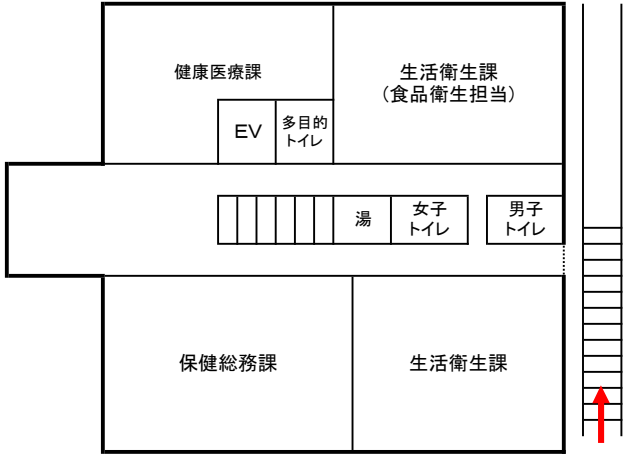 健康医療課
生活衛生課
（食品衛生担当）
EV
多目的
トイレ
湯
女子
トイレ
男子
トイレ
保健総務課
生活衛生課